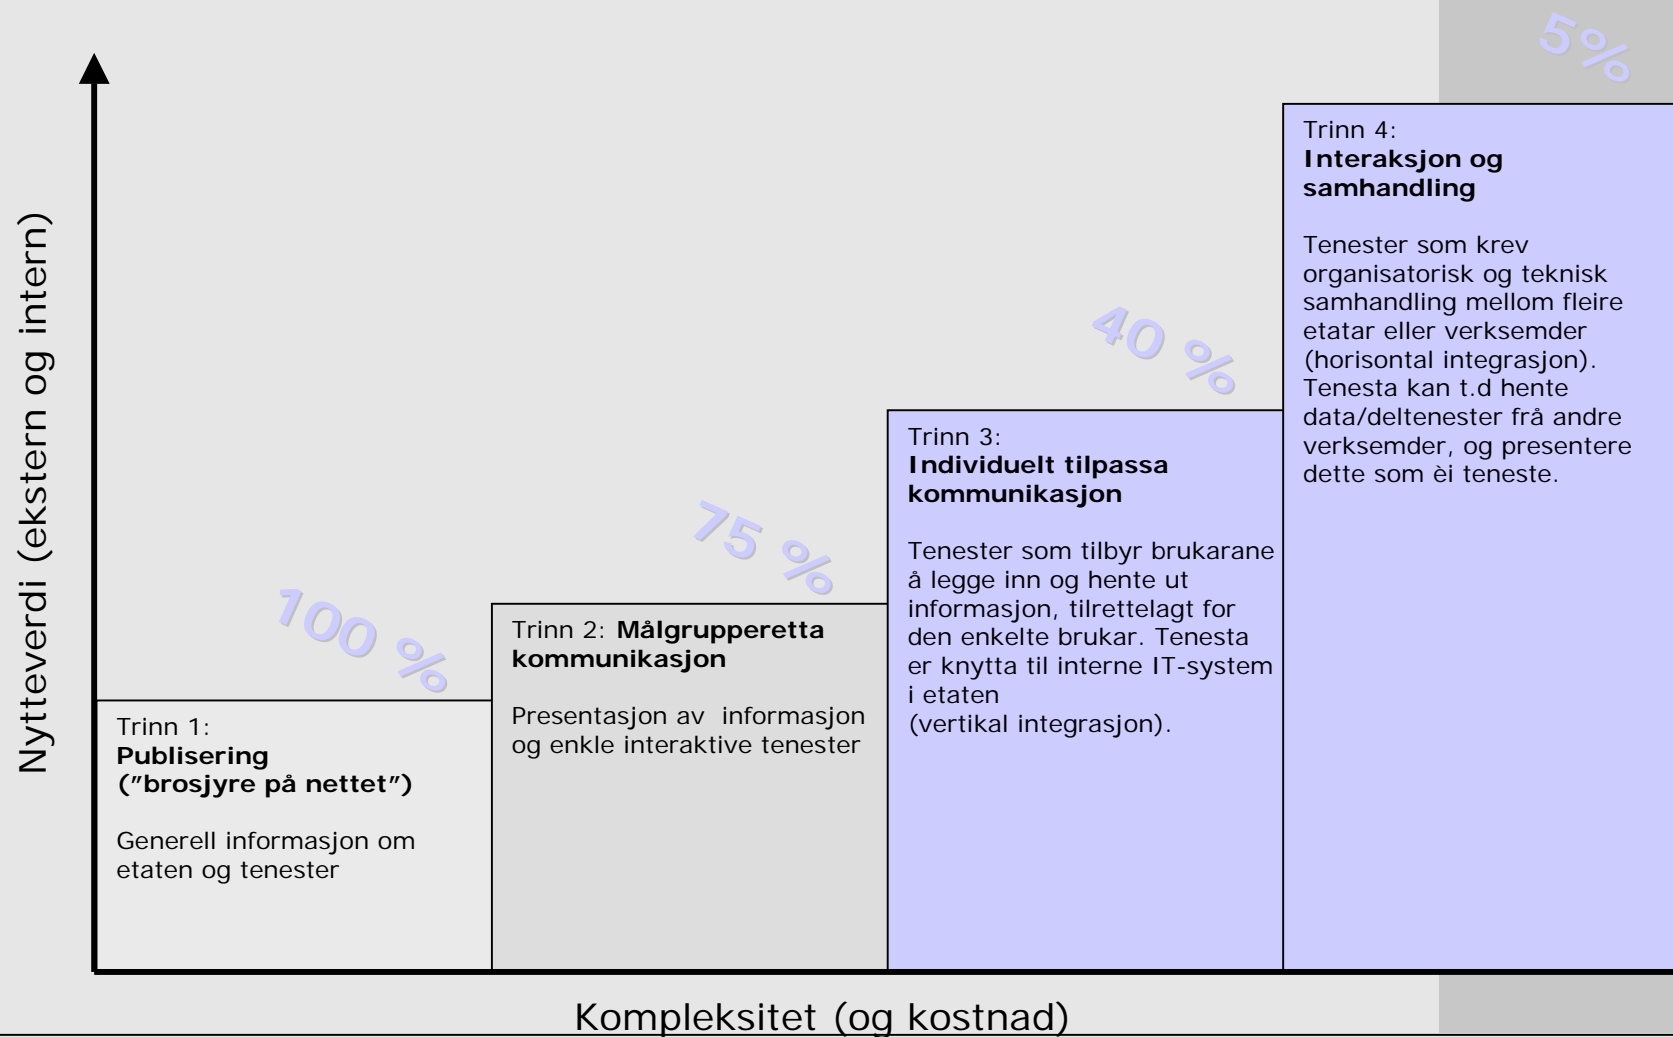 Nytteverdi (ekstern og intern)
100 %
Trinn 1:
Publisering
(”brosjyre på nettet”)
Generell informasjon om
etaten og tenester
75 %
Trinn 2: Målgrupperetta
kommunikasjon
Presentasjon av  informasjon
og enkle interaktive tenester
40 %
Trinn 3:
Individuelt tilpassa
kommunikasjon
Tenester som tilbyr brukarane
å legge inn og hente ut
informasjon, tilrettelagt for
den enkelte brukar. Tenesta
er knytta til interne IT-system
i etaten
(vertikal integrasjon).
5%
Trinn 4:
Interaksjon og
samhandling
Tenester som krev
organisatorisk og teknisk
samhandling mellom fleire
etatar eller verksemder
(horisontal integrasjon).
Tenesta kan t.d hente
data/deltenester frå andre
verksemder, og presentere
dette som èi teneste.
Kompleksitet (og kostnad)